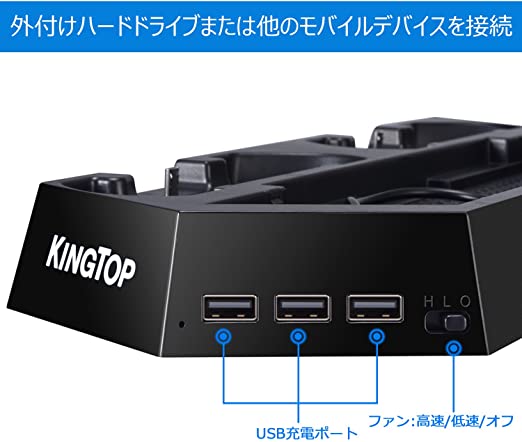 外付けハードドライブまたは他のモバイルデバイスを接続
KINGTOP
H L O
USB充電ポート
ファン:高速/低速/オフ